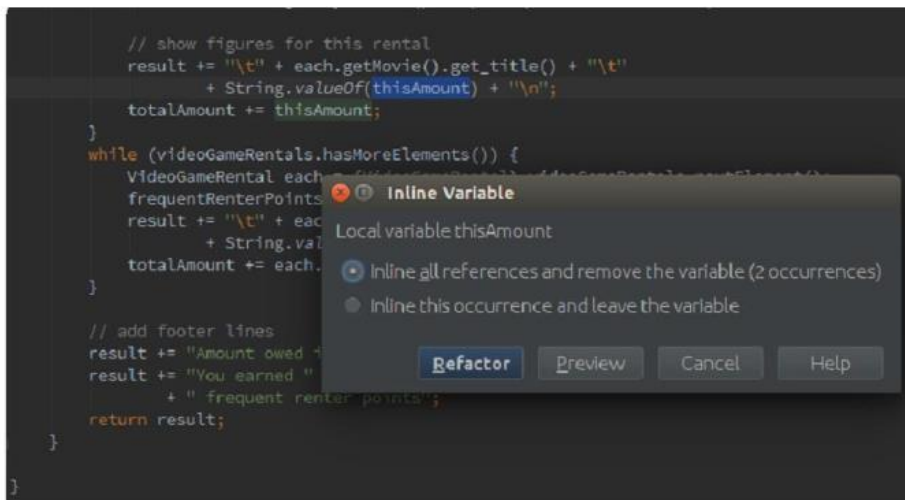 // show figures for this rental
result += "\t" + each.getMovie().get_title() + "\t"
+ String.valueOf(thisAmount) + "\n";
totalAmount += thisAmount;
}
while (videoGameRentals.hasMoreElements()) {
VideoGameRental each
frequentRenterPoints
result += "\t" + eac
+ String.val
totalAmount += each.
}
// add footer lines
result += "Amount owed
result += "You earned "
+ " frequent renter points";
return result;
}
}
Inline Variable
Local variable thisAmount
Inline all references and remove the variable (2 occurrences)
Inline this occurrence and leave the variable
Refactor Preview Cancel Help